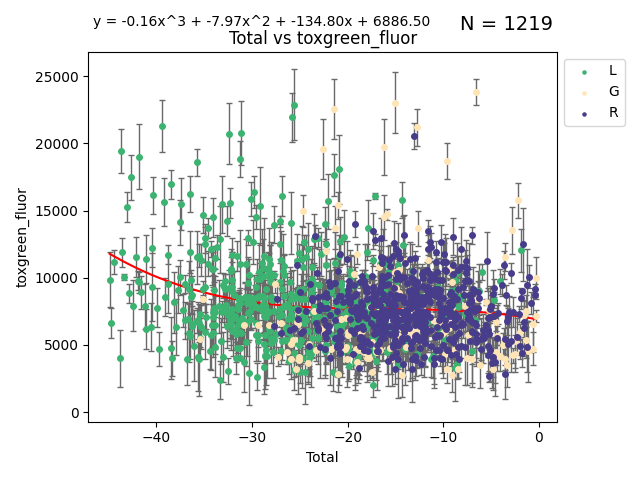 y = -0.16x^3 + -7.97x^2 + -134.80x + 6886.50
N = 1219
Total vs toxgreen_fluor
25000
20000
15000
10000
5000
0
toxgreen_fluor
−40
−30
−20
−10
0
Total
L
G
R